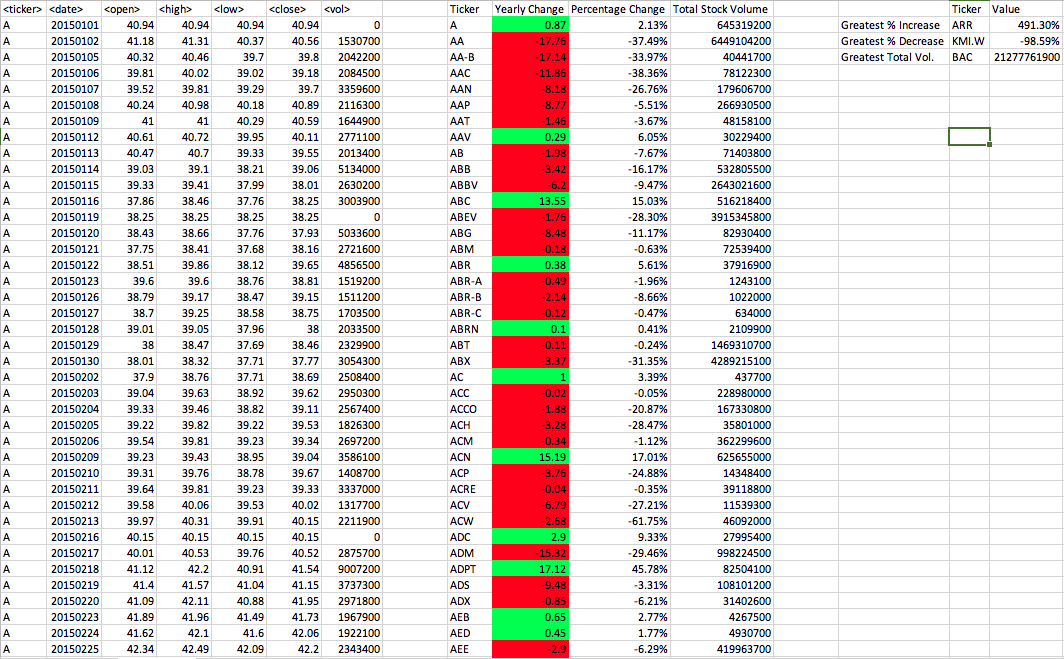 <ticker> <date> <open> <high> <low> <close> <vol> Ticker Yearly Change Percentage Change Total Stock Volume Ticker Value
A 20150101 40.94 40.94 40.94 40.94 0 A 0.87 2.13% 645319200 Greatest % Increase ARR 491.30%
A 20150102 41.18 41.31 40.37 40.56 1530700 AA -17.76 -37.49% 6449104200 Greatest % Decrease KMI.W -98.59%
A 20150105 40.32 40.46 39.7 39.8 2042200 AA-B -17.14 -33.97% 40441700 Greatest Total Vol. BAC 21277761900
A 20150106 39.81 40.02 39.02 39.18 2084500 AAC -11.86 -38.36% 78122300
A 20150107 39.52 39.81 39.29 39.7 3359600 AAN -8.18 -26.76% 179606700
A 20150108 40.24 40.98 40.18 40.89 2116300 AAP -8.77 -5.51% 266930500
A 20150109 41 41 40.29 40.59 1644900 AAT -1.46 -3.67% 48158100
A 20150112 40.61 40.72 39.95 40.11 2771100 AAV 0.29 6.05% 30229400
A 20150113 40.47 40.7 39.33 39.55 2013400 AB -1.98 -7.67% 71403800
A 20150114 39.03 39.1 38.21 39.06 5134000 ABB -3.42 -16.17% 532805500
A 20150115 39.33 39.41 37.99 38.01 2630200 ABBV -6.2 -9.47% 2643021600
A 20150116 37.86 38.46 37.76 38.25 3003900 ABC 13.55 15.03% 516218400
A 20150119 38.25 38.25 38.25 38.25 0 ABEV -1.76 -28.30% 3915345800
A 20150120 38.43 38.66 37.76 37.93 5033600 ABG -8.48 -11.17% 82930400
A 20150121 37.75 38.41 37.68 38.16 2721600 ABM -0.18 -0.63% 72539400
A 20150122 38.51 39.86 38.12 39.65 4856500 ABR 0.38 5.61% 37916900
A 20150123 39.6 39.6 38.76 38.81 1519200 ABR-A -0.49 -1.96% 1243100
A 20150126 38.79 39.17 38.47 39.15 1511200 ABR-B -2.14 -8.66% 1022000
A 20150127 38.7 39.25 38.58 38.75 1703500 ABR-C -0.12 -0.47% 634000
A 20150128 39.01 39.05 37.96 38 2033500 ABRN 0.1 0.41% 2109900
A 20150129 38 38.47 37.69 38.46 2329900 ABT -0.11 -0.24% 1469310700
A 20150130 38.01 38.32 37.71 37.77 3054300 ABX -3.37 -31.35% 4289215100
A 20150202 37.9 38.76 37.71 38.69 2508400 AC 1 3.39% 437700
A 20150203 39.04 39.63 38.92 39.62 2950300 ACC -0.02 -0.05% 228980000
A 20150204 39.33 39.46 38.82 39.11 2567400 ACCO -1.88 -20.87% 167330800
A 20150205 39.22 39.82 39.22 39.53 1826300 ACH -3.28 -28.47% 35801000
A 20150206 39.54 39.81 39.23 39.34 2697200 ACM -0.34 -1.12% 362299600
A 20150209 39.23 39.43 38.95 39.04 3586100 ACN 15.19 17.01% 625655000
A 20150210 39.31 39.76 38.78 39.67 1408700 ACP -3.76 -24.88% 14348400
A 20150211 39.64 39.81 39.23 39.33 3337000 ACRE -0.04 -0.35% 39118800
A 20150212 39.58 40.06 39.53 40.02 1317700 ACV -6.79 -27.21% 11539300
A 20150213 39.97 40.31 39.91 40.15 2211900 ACW -2.68 -61.75% 46092000
A 20150216 40.15 40.15 40.15 40.15 0 ADC 2.9 9.33% 27995400
A 20150217 40.01 40.53 39.76 40.52 2875700 ADM -15.32 -29.46% 998224500
A 20150218 41.12 42.2 40.91 41.54 9007200 ADPT 17.12 45.78% 82504100
A 20150219 41.4 41.57 41.04 41.15 3737300 ADS -9.48 -3.31% 108101200
A 20150220 41.09 42.11 40.88 41.95 2971800 ADX -0.85 -6.21% 31402600
A 20150223 41.89 41.96 41.49 41.73 1967900 AEB 0.65 2.77% 4267500
A 20150224 41.62 42.1 41.6 42.06 1922100 AED 0.45 1.77% 4930700
A 20150225 42.34 42.49 42.09 42.2 2343400 AEE -2.9 -6.29% 419963700